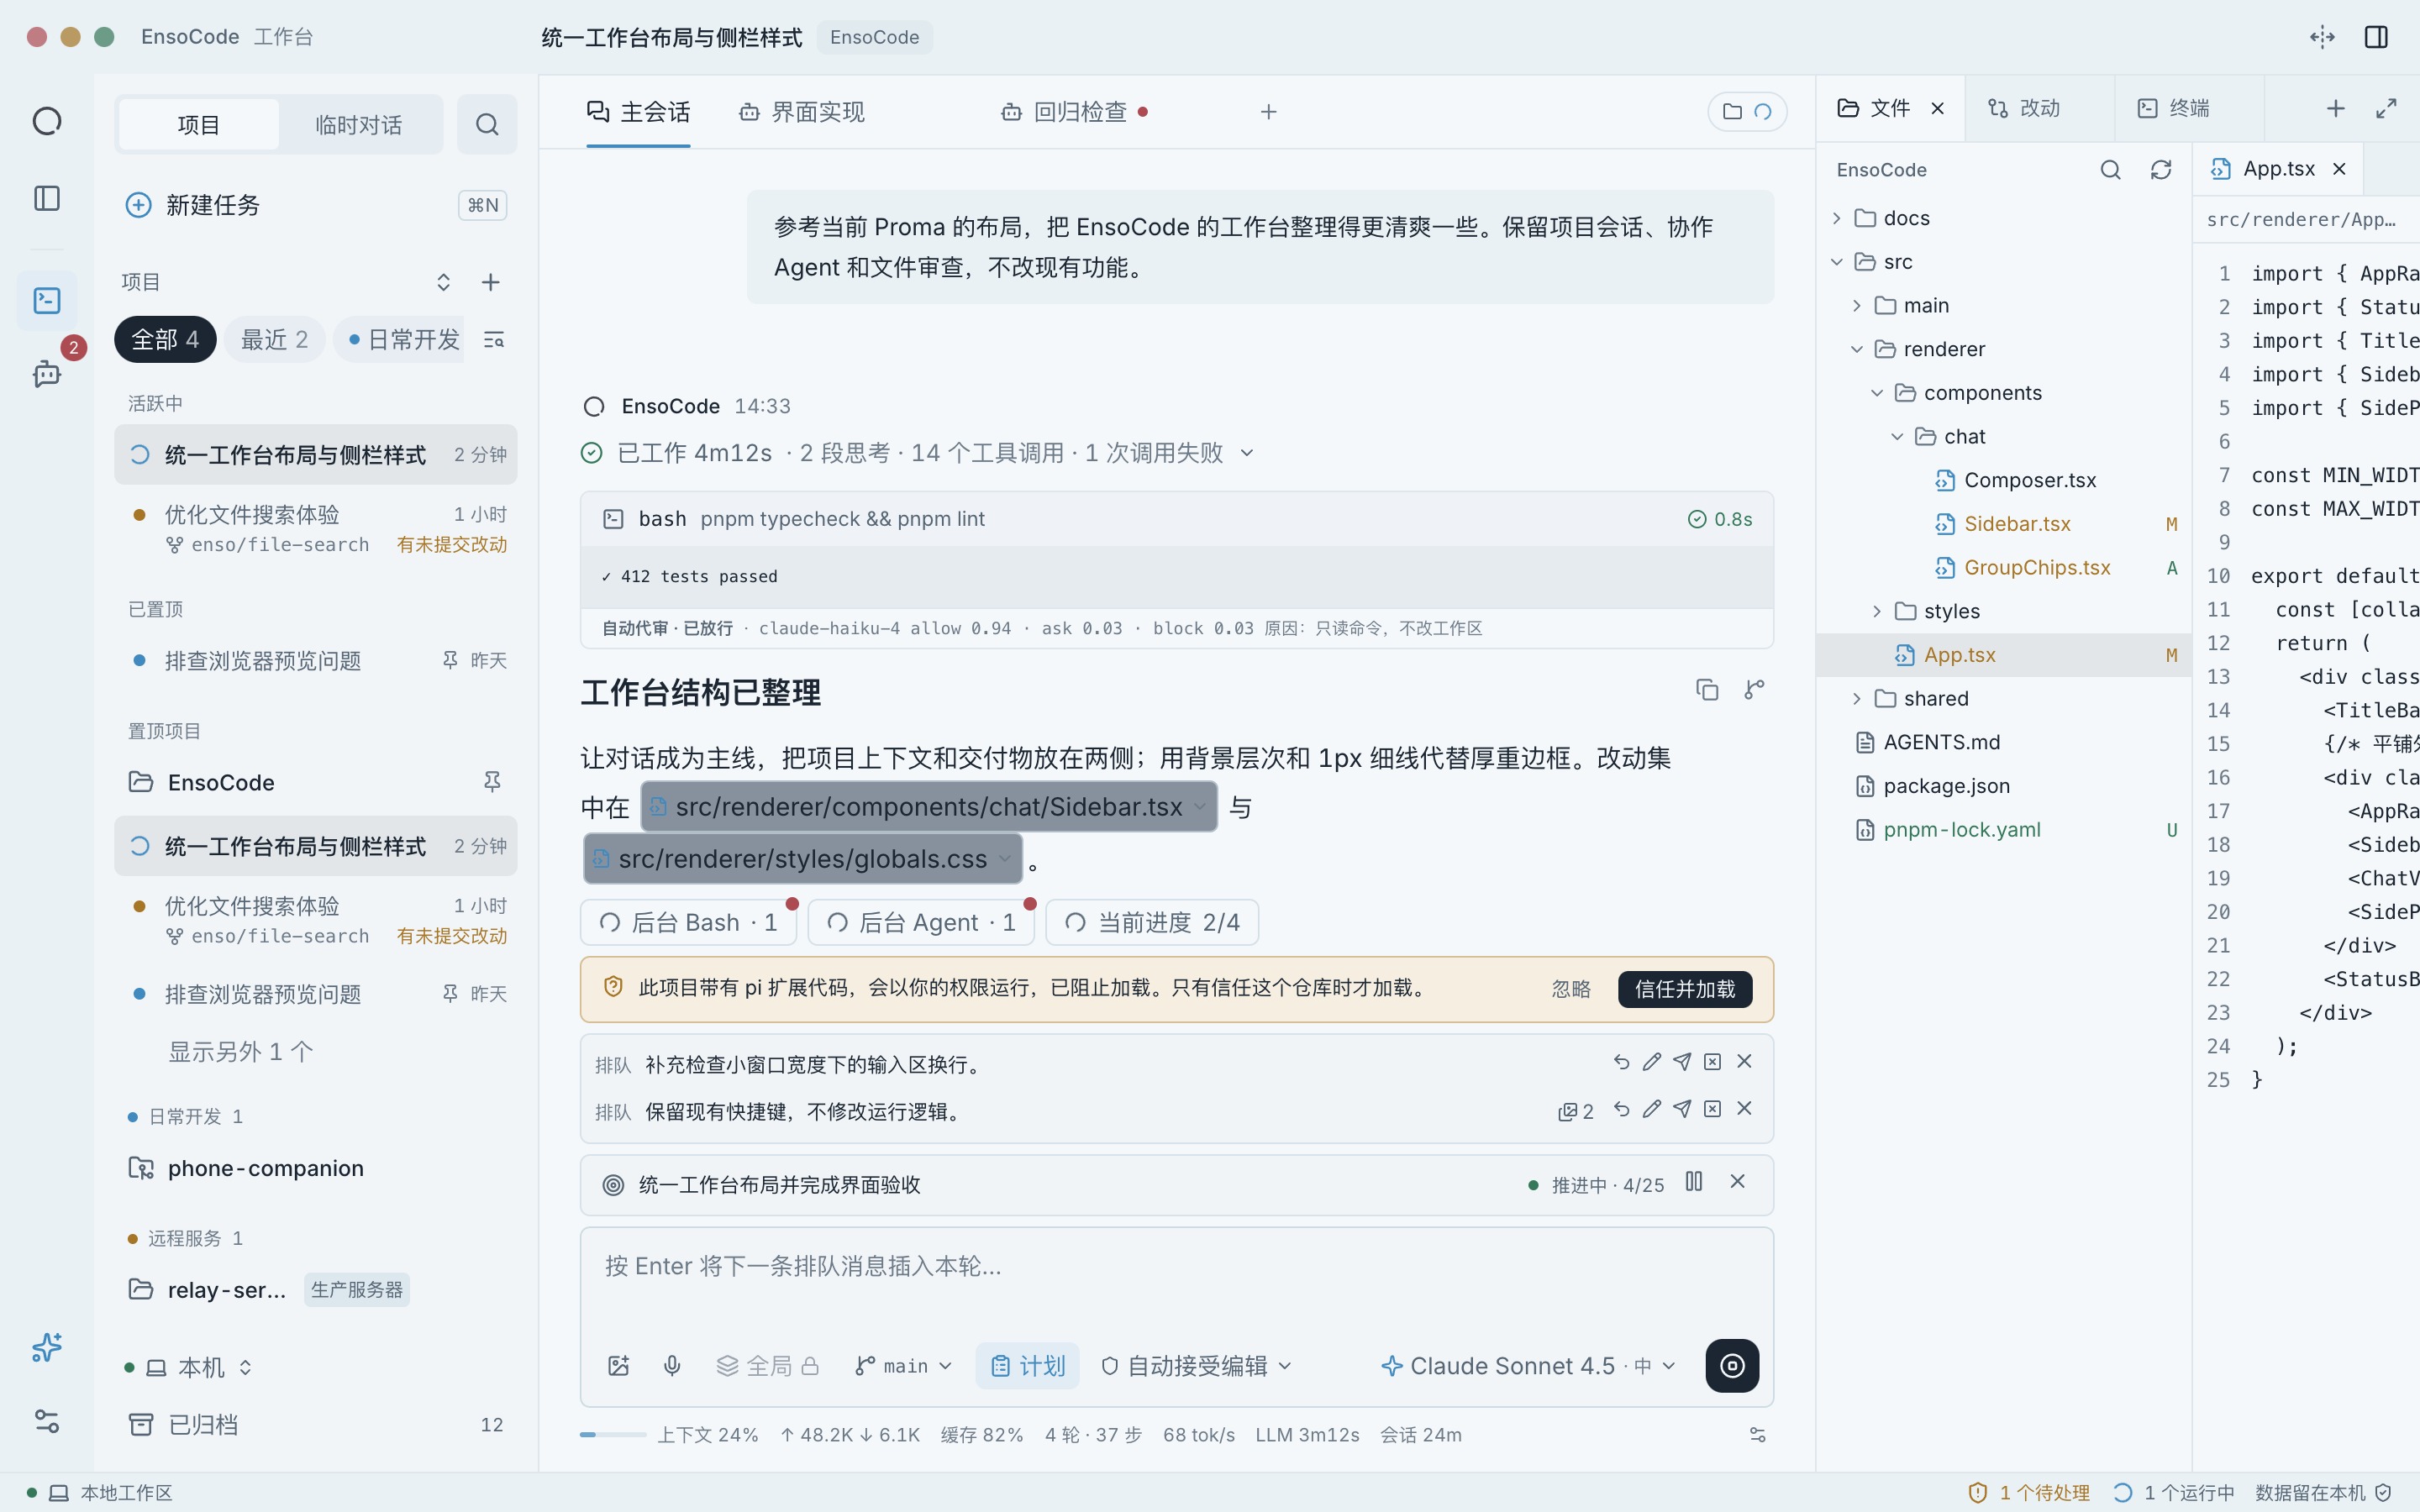 EnsoCode 工作台
统一工作台布局与侧栏样式 EnsoCode
项目 临时对话
新建任务 ⌘N
项目
全部 4 最近 2 日常开发
2
活跃中
统一工作台布局与侧栏样式 2 分钟
优化文件搜索体验 1 小时
enso/file-search 有未提交改动
已置顶
排查浏览器预览问题 昨天
置顶项目
EnsoCode
统一工作台布局与侧栏样式 2 分钟
优化文件搜索体验 1 小时
enso/file-search 有未提交改动
排查浏览器预览问题 昨天
显示另外 1 个
日常开发 1
phone-companion
远程服务 1
relay-ser... 生产服务器
本机
已归档 12
主会话 界面实现 回归检查
参考当前 Proma 的布局，把 EnsoCode 的工作台整理得更清爽一些。保留项目会话、协作
Agent 和文件审查，不改现有功能。
EnsoCode 14:33
已工作 4m12s · 2 段思考 · 14 个工具调用 · 1 次调用失败
bash pnpm typecheck && pnpm lint 0.8s
✓ 412 tests passed
自动代审 · 已放行 · claude-haiku-4 allow 0.94 · ask 0.03 · block 0.03 原因：只读命令，不改工作区
工作台结构已整理
让对话成为主线，把项目上下文和交付物放在两侧；用背景层次和 1px 细线代替厚重边框。改动集
中在 src/renderer/components/chat/Sidebar.tsx 与
src/renderer/styles/globals.css 。
后台 Bash · 1 后台 Agent · 1 当前进度 2/4
此项目带有 pi 扩展代码，会以你的权限运行，已阻止加载。只有信任这个仓库时才加载。 忽略 信任并加载
排队 补充检查小窗口宽度下的输入区换行。
排队 保留现有快捷键，不修改运行逻辑。 2
统一工作台布局并完成界面验收 推进中 · 4/25
按 Enter 将下一条排队消息插入本轮...
全局 main 计划 自动接受编辑 Claude Sonnet 4.5 · 中
上下文 24% ↑ 48.2K ↓ 6.1K 缓存 82% 4 轮 · 37 步 68 tok/s LLM 3m12s 会话 24m
文件 改动 终端
EnsoCode
docs
src
main
renderer
components
chat
Composer.tsx
Sidebar.tsx M
GroupChips.tsx A
styles
App.tsx M
shared
AGENTS.md
package.json
pnpm-lock.yaml U
App.tsx
src/renderer/App…
1 import { AppRa
2 import { Statu
3 import { Title
4 import { Sideb
5 import { SideP
6
7 const MIN_WIDT
8 const MAX_WIDT
9
10 export default
11 const [colla
12 return (
13 <div class
14 <TitleBa
15 {/* 平铺
16 <div cla
17 <AppRa
18 <Sideb
19 <ChatV
20 <SideP
21 </div>
22 <StatusB
23 </div>
24 );
25 }
本地工作区
1 个待处理 1 个运行中 数据留在本机